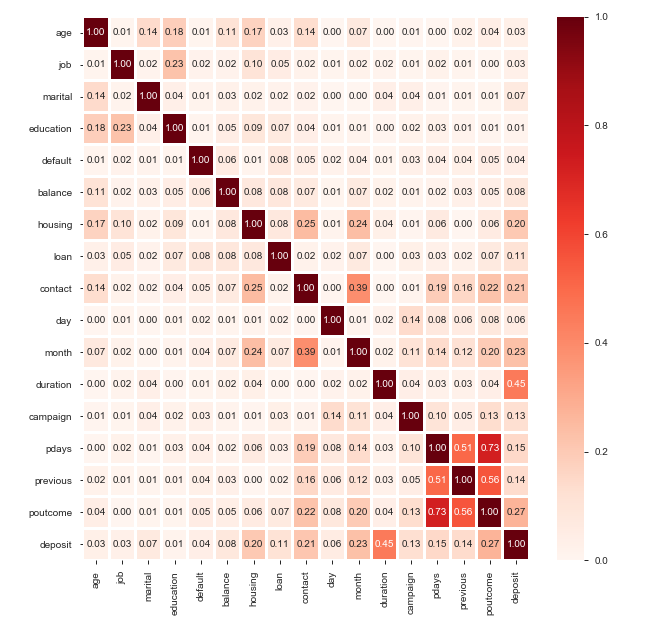 age 1.00 0.01 0.14 0.18 0.01 0.11 0.17 0.03 0.14 0.00 0.07 0.00 0.01 0.00 0.02 0.04 0.03
job 0.01 1.00 0.02 0.23 0.02 0.02 0.10 0.05 0.02 0.01 0.02 0.01 0.01 0.02 0.01 0.00 0.03
marital 0.14 0.02 1.00 0.04 0.01 0.03 0.02 0.02 0.02 0.00 0.00 0.04 0.04 0.01 0.01 0.01 0.07
education 0.18 0.23 0.04 1.00 0.01 0.05 0.09 0.07 0.04 0.01 0.01 0.00 0.02 0.03 0.01 0.01 0.01
default 0.01 0.02 0.01 0.01 1.00 0.06 0.01 0.08 0.05 0.02 0.04 0.01 0.03 0.04 0.04 0.05 0.04
balance 0.11 0.02 0.03 0.05 0.06 1.00 0.08 0.08 0.07 0.01 0.07 0.02 0.01 0.02 0.03 0.05 0.08
housing 0.17 0.10 0.02 0.09 0.01 0.08 1.00 0.08 0.25 0.01 0.24 0.04 0.01 0.06 0.00 0.06 0.20
loan 0.03 0.05 0.02 0.07 0.08 0.08 0.08 1.00 0.02 0.02 0.07 0.00 0.03 0.03 0.02 0.07 0.11
contact 0.14 0.02 0.02 0.04 0.05 0.07 0.25 0.02 1.00 0.00 0.39 0.00 0.01 0.19 0.16 0.22 0.21
day 0.00 0.01 0.00 0.01 0.02 0.01 0.01 0.02 0.00 1.00 0.01 0.02 0.14 0.08 0.06 0.08 0.06
month 0.07 0.02 0.00 0.01 0.04 0.07 0.24 0.07 0.39 0.01 1.00 0.02 0.11 0.14 0.12 0.20 0.23
duration 0.00 0.02 0.04 0.00 0.01 0.02 0.04 0.00 0.00 0.02 0.02 1.00 0.04 0.03 0.03 0.04 0.45
campaign 0.01 0.01 0.04 0.02 0.03 0.01 0.01 0.03 0.01 0.14 0.11 0.04 1.00 0.10 0.05 0.13 0.13
pdays 0.00 0.02 0.01 0.03 0.04 0.02 0.06 0.03 0.19 0.08 0.14 0.03 0.10 1.00 0.51 0.73 0.15
previous 0.02 0.01 0.01 0.01 0.04 0.03 0.00 0.02 0.16 0.06 0.12 0.03 0.05 0.51 1.00 0.56 0.14
poutcome 0.04 0.00 0.01 0.01 0.05 0.05 0.06 0.07 0.22 0.08 0.20 0.04 0.13 0.73 0.56 1.00 0.27
deposit 0.03 0.03 0.07 0.01 0.04 0.08 0.20 0.11 0.21 0.06 0.23 0.45 0.13 0.15 0.14 0.27 1.00
age job marital education default balance housing loan contact day month duration campaign pdays previous poutcome deposit
1.0
0.8
0.6
0.4
0.2
0.0